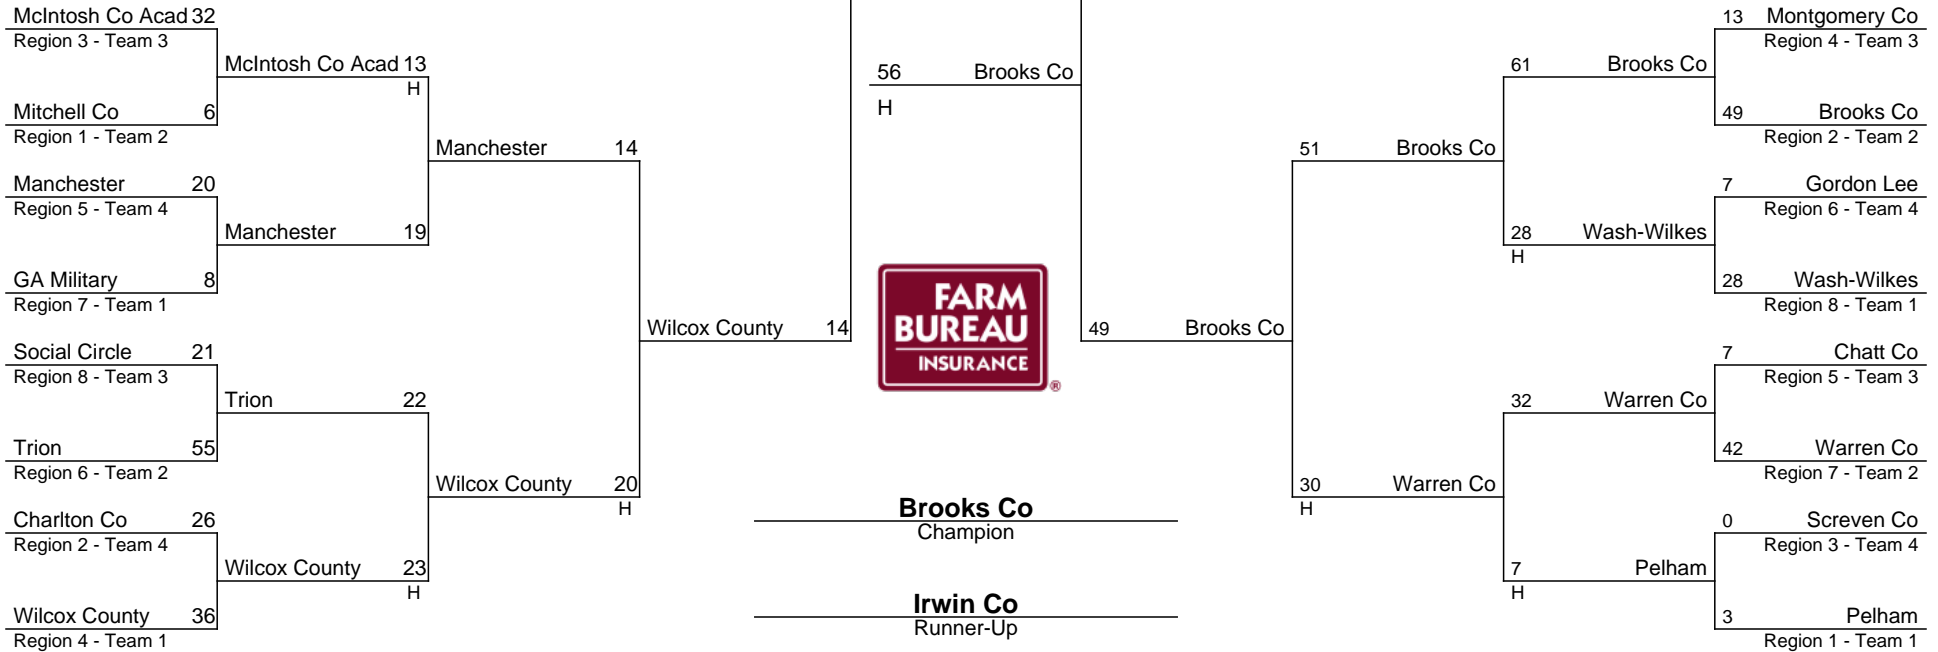 McIntosh Co Acad 32
Region 3 - Team 3
McIntosh Co Acad 13
H
Mitchell Co 6
Region 1 - Team 2
Manchester 14
Manchester 20
Region 5 - Team 4
Manchester 19
GA Military 8
Region 7 - Team 1
Wilcox County 14
Social Circle 21
Region 8 - Team 3
Trion 22
Trion 55
Region 6 - Team 2
Wilcox County 20
H
Charlton Co 26
Region 2 - Team 4
Wilcox County 23
H
Wilcox County 36
Region 4 - Team 1
56 Brooks Co
H
FARM
BUREAU
INSURANCE
®
Brooks Co
Champion
Irwin Co
Runner-Up
13 Montgomery Co
Region 4 - Team 3
61 Brooks Co
49 Brooks Co
Region 2 - Team 2
51 Brooks Co
7 Gordon Lee
Region 6 - Team 4
28 Wash-Wilkes
H
28 Wash-Wilkes
Region 8 - Team 1
49 Brooks Co
7 Chatt Co
Region 5 - Team 3
32 Warren Co
42 Warren Co
Region 7 - Team 2
30 Warren Co
H
0 Screven Co
Region 3 - Team 4
7 Pelham
H
3 Pelham
Region 1 - Team 1